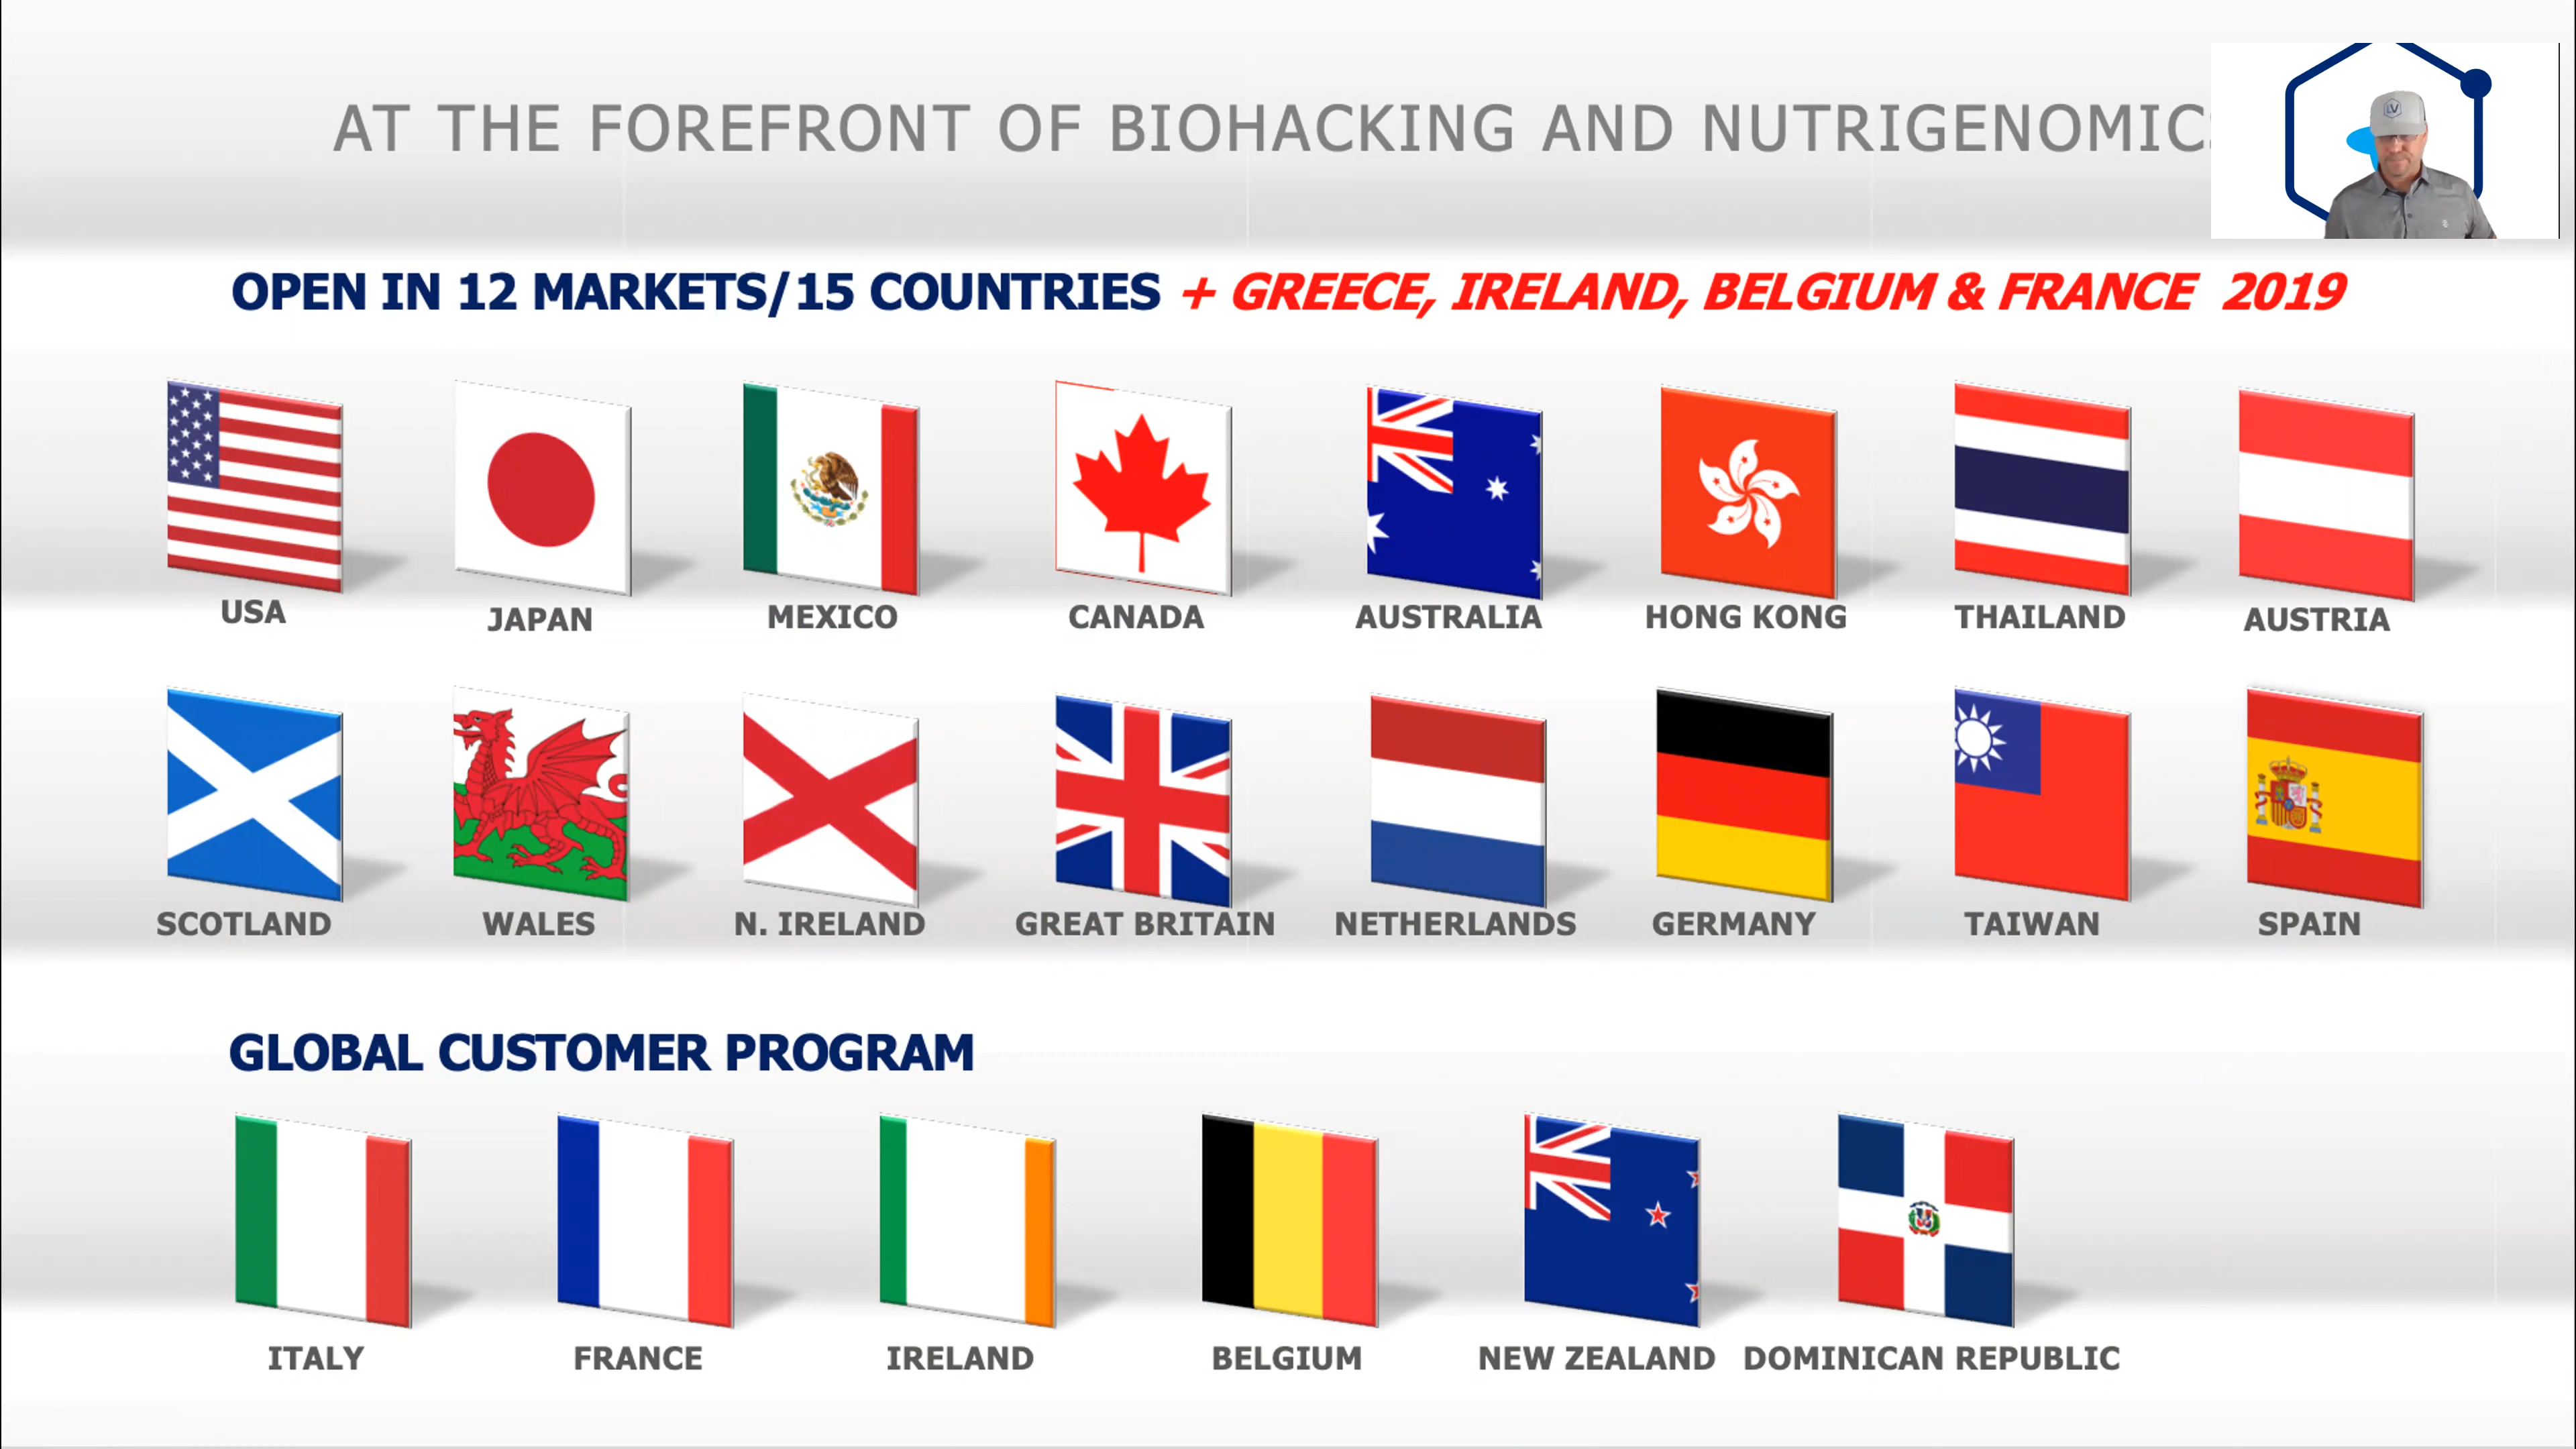 AT THE FOREFRONT OF BIOHACKING AND NUTRIGENOMIC
LV
OPEN IN 12 MARKETS/15 COUNTRIES + GREECE, IRELAND, BELGIUM & FRANCE 2019
USA JAPAN MEXICO CANADA AUSTRALIA HONG KONG THAILAND AUSTRIA
SCOTLAND WALES N. IRELAND GREAT BRITAIN NETHERLANDS GERMANY TAIWAN SPAIN
GLOBAL CUSTOMER PROGRAM
ITALY FRANCE IRELAND BELGIUM NEW ZEALAND DOMINICAN REPUBLIC